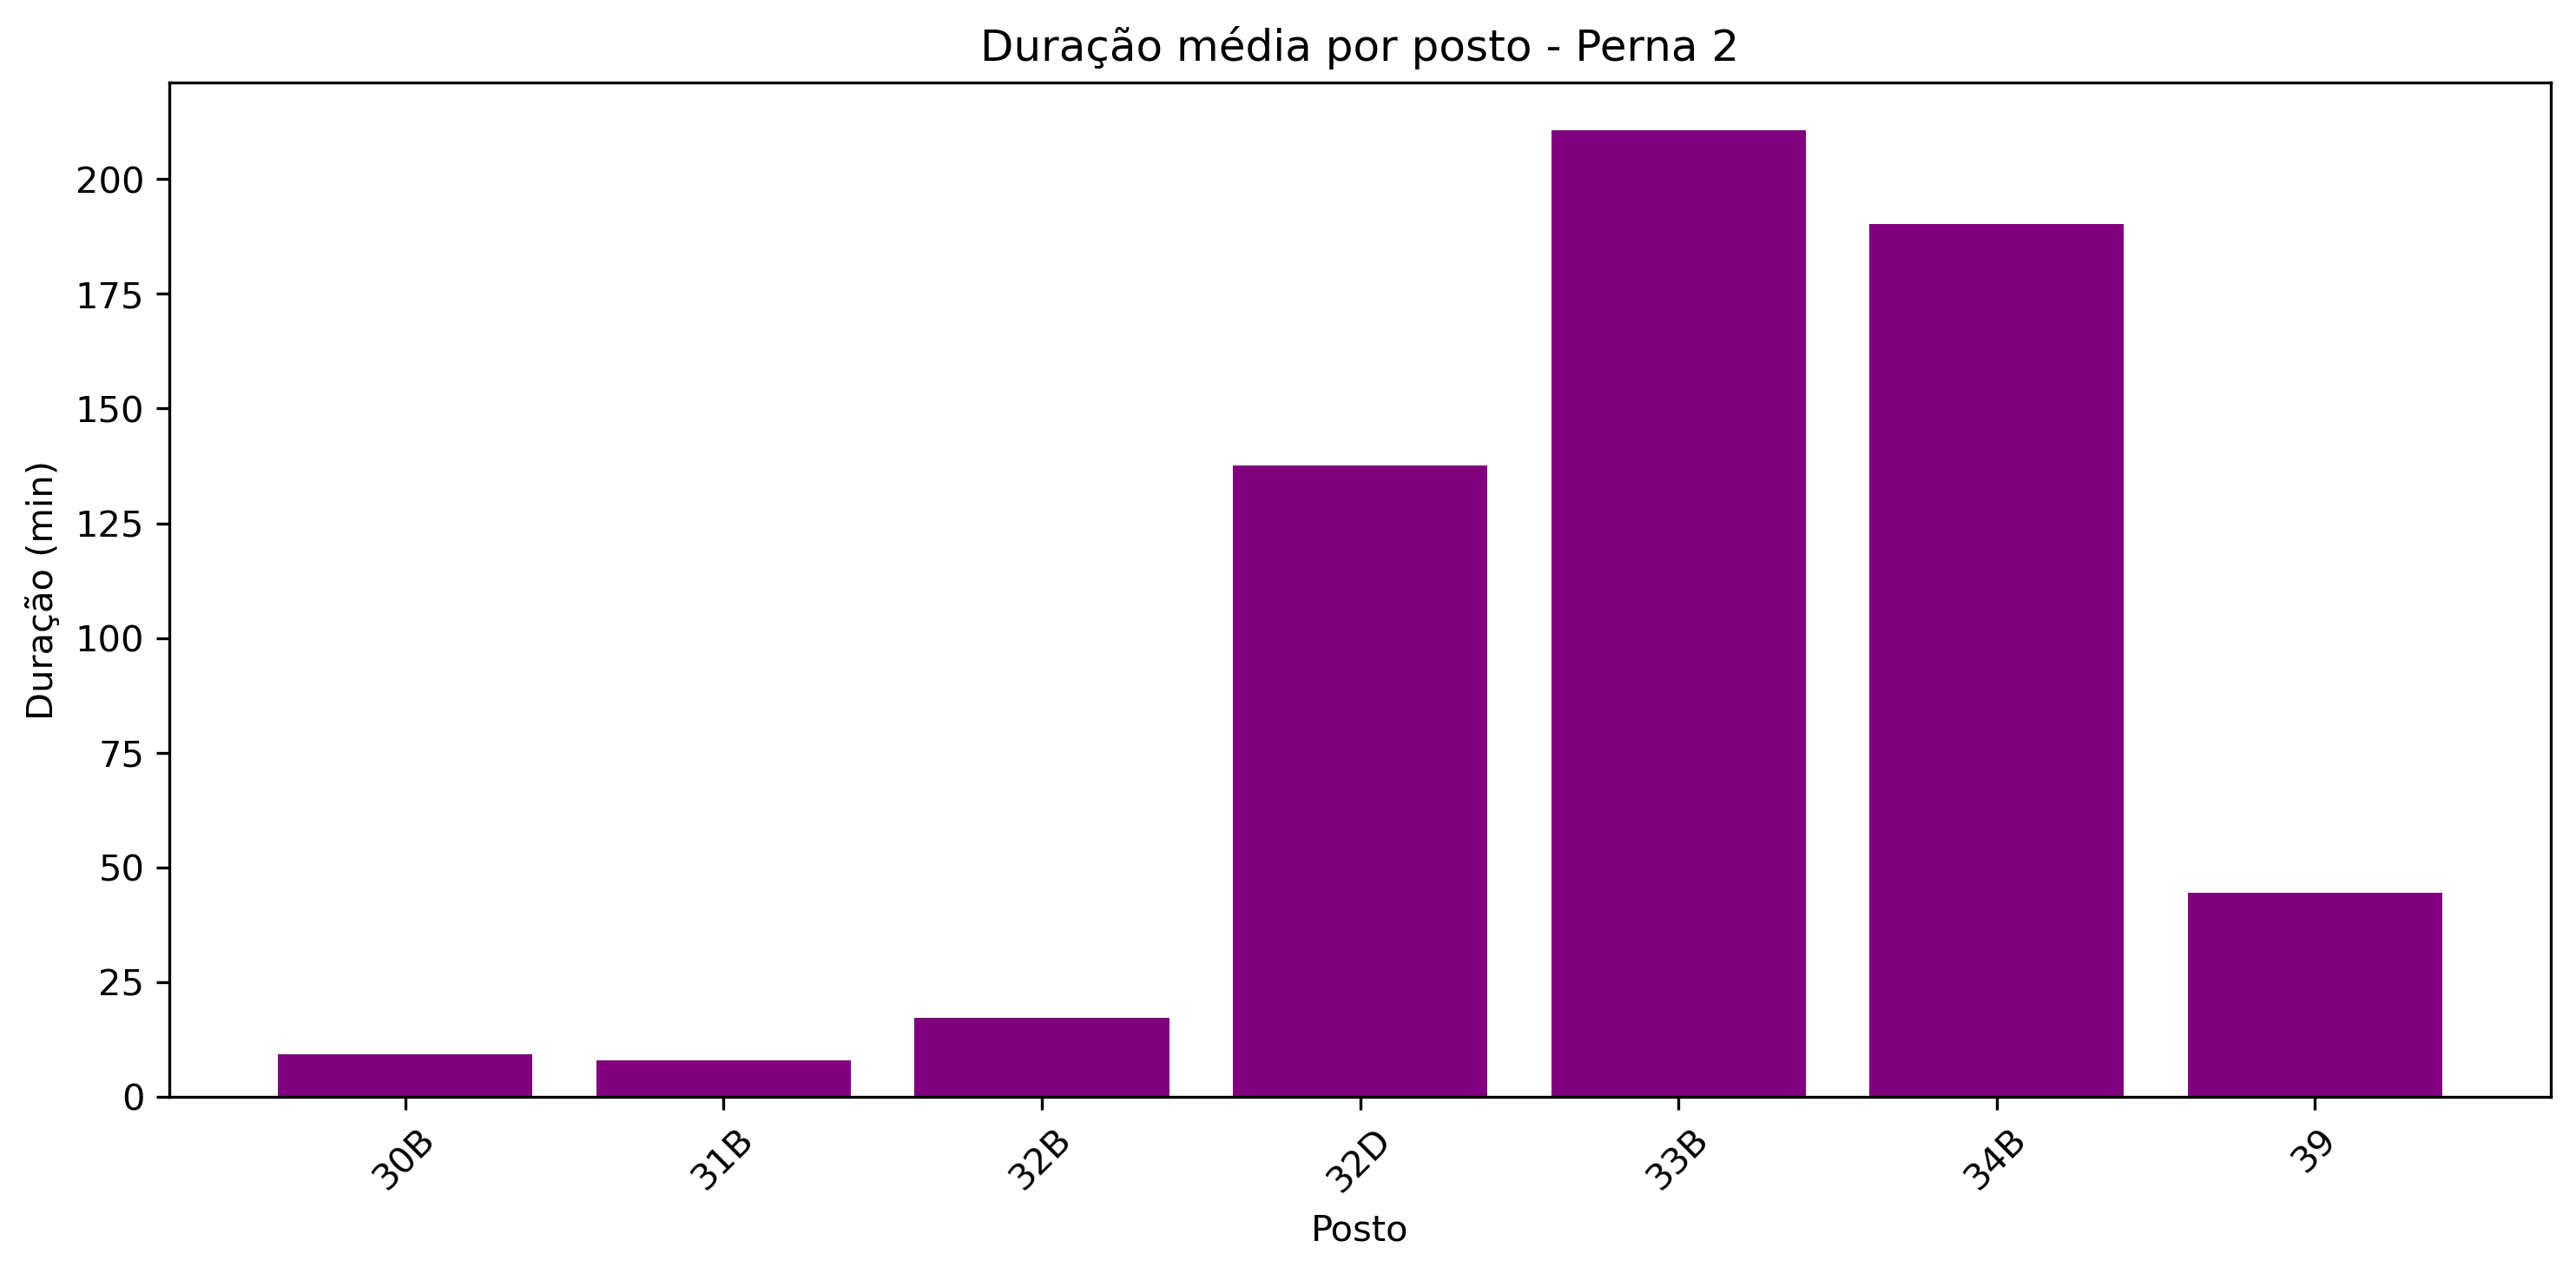 Duração média por posto - Perna 2
Duração (min)
200
175
150
125
100
75
50
25
0
30B
31B
32B
32D
33B
34B
39
Posto